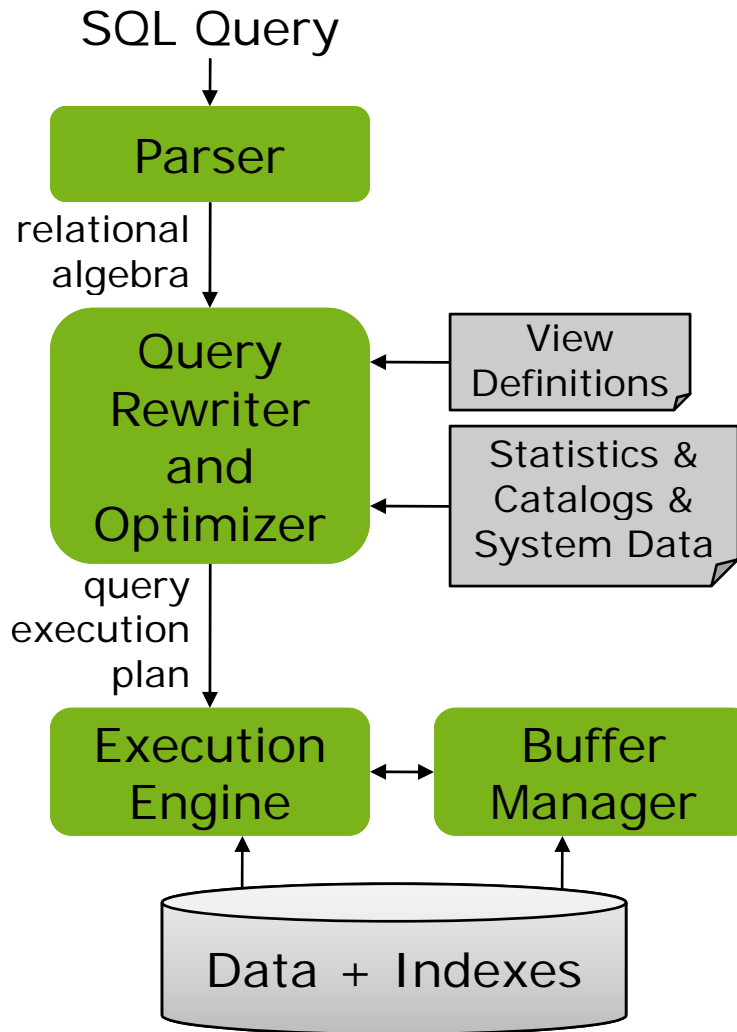 SQL Query
Parser
relational
algebra
Query
Rewriter
and
Optimizer
View
Definitions
Statistics &
Catalogs &
System Data
query
execution
plan
Execution
Engine
Buffer
Manager
Data + Indexes